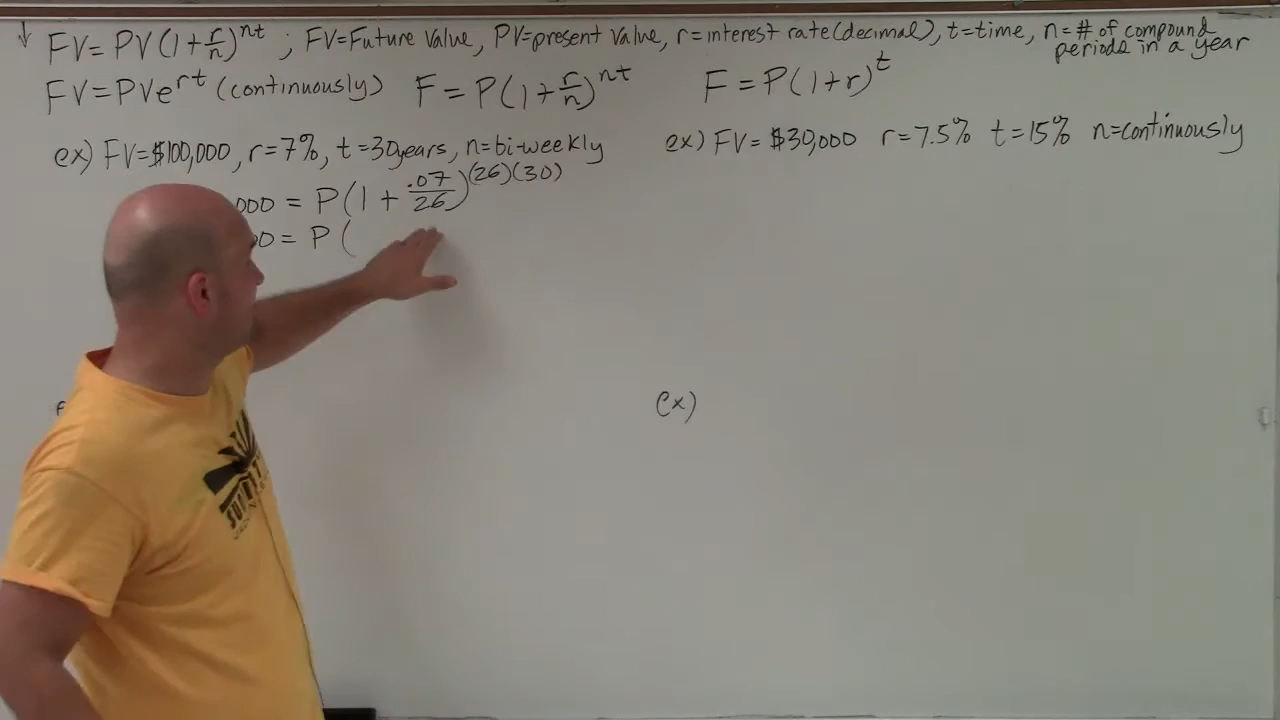 ↓ FV=PV(1+r/n)^nt ; FV=Future Value, PV=present value, r=interest rate(decimal), t=time, n=# of compound periods in a year
FV=PVe^rt (continuously) F=P(1+r/n)^nt F=P(1+r)^t
ex) FV=$100,000, r=7%, t=30years, n=bi-weekly
000 = P(1+.07/26)^(26)(30)
00 = P(
ex) FV=$30,000 r=7.5% t=15% n=continuously
ex)